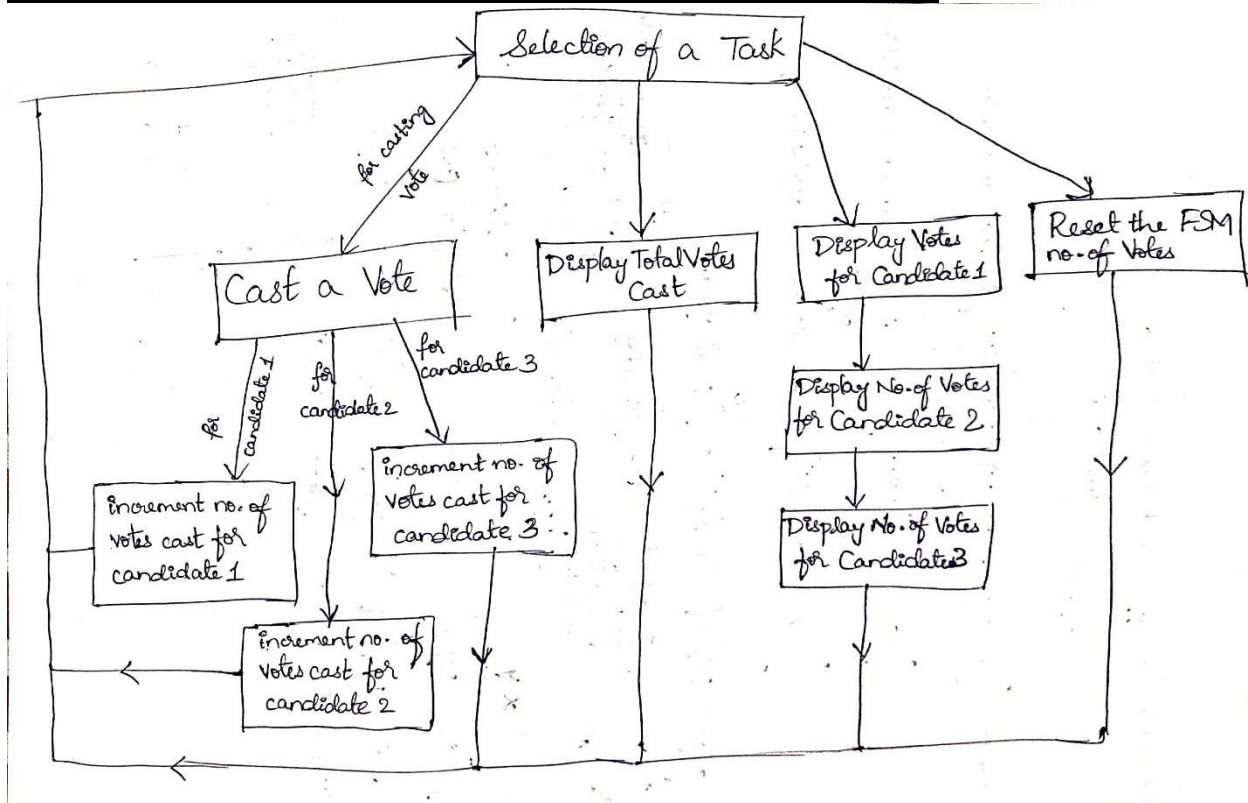 Selection of a Task
for casting
vote
Cast a Vote
Display Total Votes
Cast
Display Votes
for Candidate 1
Reset the FSM
no. of Votes
for
candidate 1
for
candidate 2
for
candidate 3
Display No. of Votes
for Candidate 2
increment no. of
votes cast for
candidate 1
increment no. of
votes cast for
candidate 3
Display No. of Votes
for Candidate 3
increment no. of
votes cast for
candidate 2